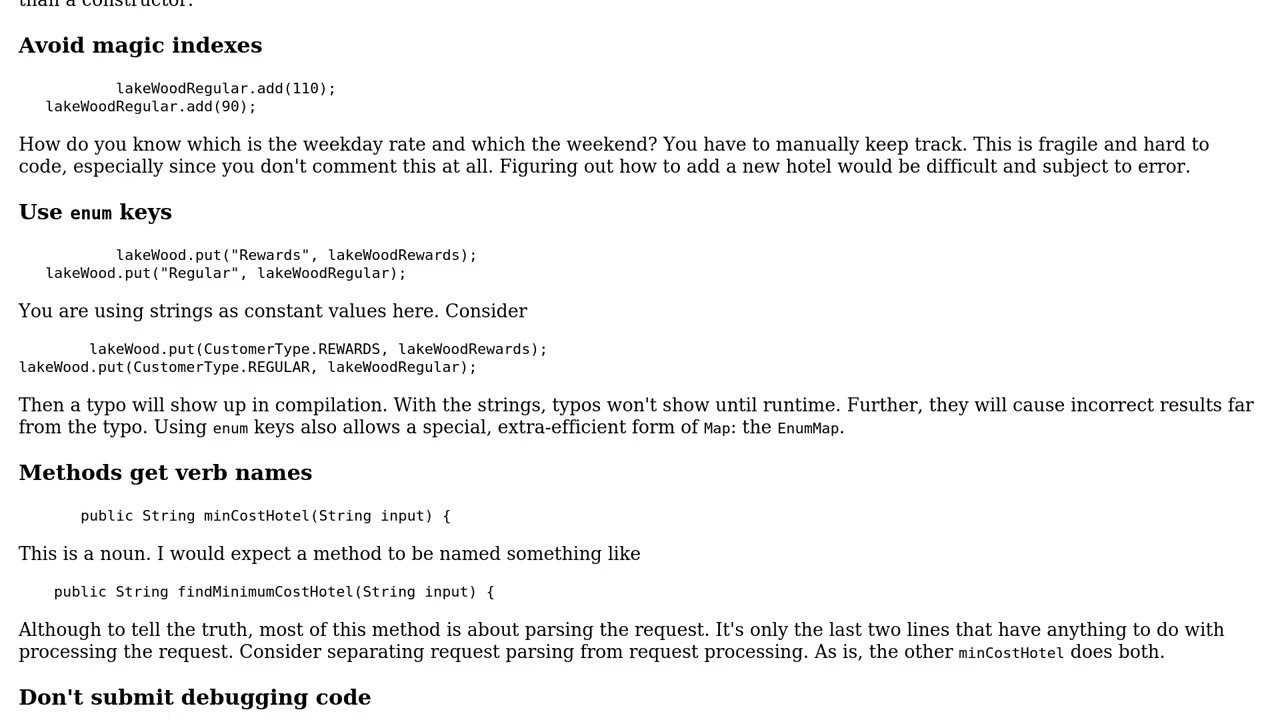 than a constructor.
Avoid magic indexes
lakeWoodRegular.add(110);
lakeWoodRegular.add(90);
How do you know which is the weekday rate and which the weekend? You have to manually keep track. This is fragile and hard to
code, especially since you don't comment this at all. Figuring out how to add a new hotel would be difficult and subject to error.
Use enum keys
lakeWood.put("Rewards", lakeWoodRewards);
lakeWood.put("Regular", lakeWoodRegular);
You are using strings as constant values here. Consider
lakeWood.put(CustomerType.REWARDS, lakeWoodRewards);
lakeWood.put(CustomerType.REGULAR, lakeWoodRegular);
Then a typo will show up in compilation. With the strings, typos won't show until runtime. Further, they will cause incorrect results far
from the typo. Using enum keys also allows a special, extra-efficient form of Map: the EnumMap.
Methods get verb names
public String minCostHotel(String input) {
This is a noun. I would expect a method to be named something like
public String findMinimumCostHotel(String input) {
Although to tell the truth, most of this method is about parsing the request. It's only the last two lines that have anything to do with
processing the request. Consider separating request parsing from request processing. As is, the other minCostHotel does both.
Don't submit debugging code